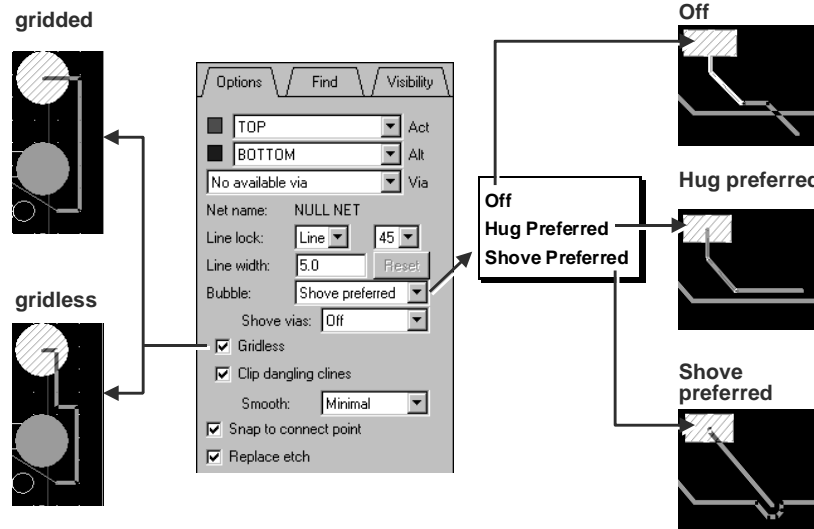 gridded
gridless
Options Find Visibility
TOP Act
BOTTOM Alt
No available via Via
Net name: NULL NET
Line lock: Line 45
Line width: 5.0 Reset
Bubble: Shove preferred
Shove vias: Off
Gridless
Clip dangling clines
Smooth: Minimal
Snap to connect point
Replace etch
Off
Hug Preferred
Shove Preferred
Off
Hug preferred
Shove
preferred